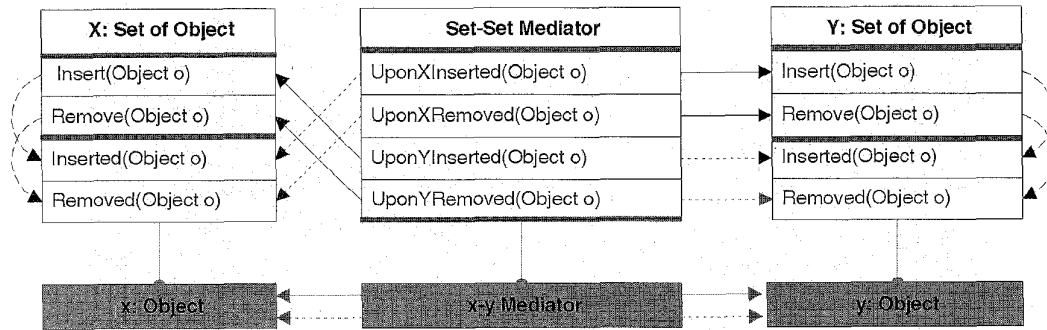 X: Set of Object
Insert(Object o)
Remove(Object o)
Inserted(Object o)
Removed(Object o)
Set-Set Mediator
UponXInserted(Object o)
UponXRemoved(Object o)
UponYInserted(Object o)
UponYRemoved(Object o)
Y: Set of Object
Insert(Object o)
Remove(Object o)
Inserted(Object o)
Removed(Object o)
x: Object
x-y Mediator
y: Object